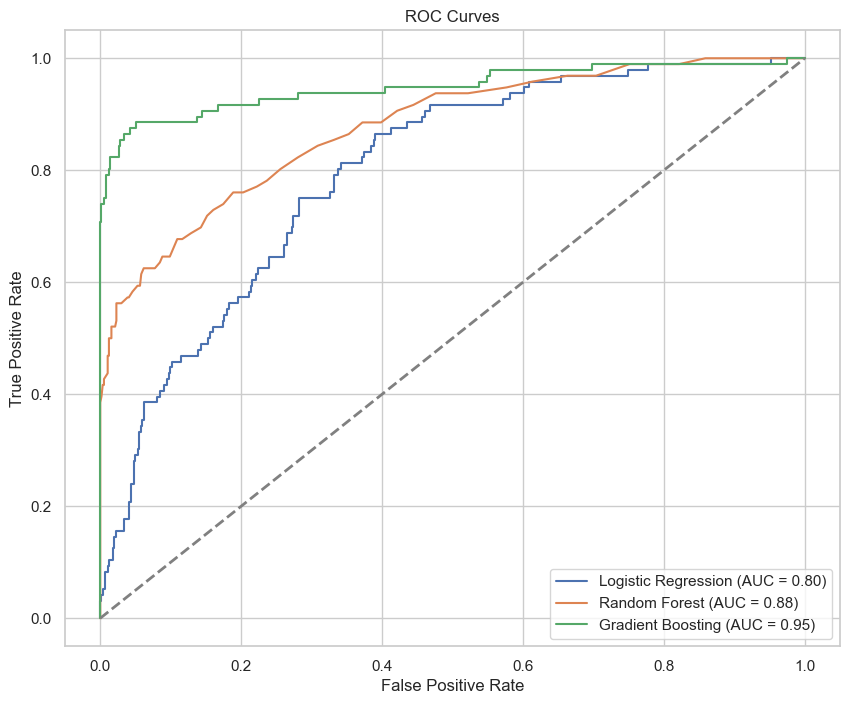 ROC Curves
True Positive Rate
1.0
0.8
0.6
0.4
0.2
0.0
0.0 0.2 0.4 0.6 0.8 1.0
False Positive Rate
Logistic Regression (AUC = 0.80)
Random Forest (AUC = 0.88)
Gradient Boosting (AUC = 0.95)